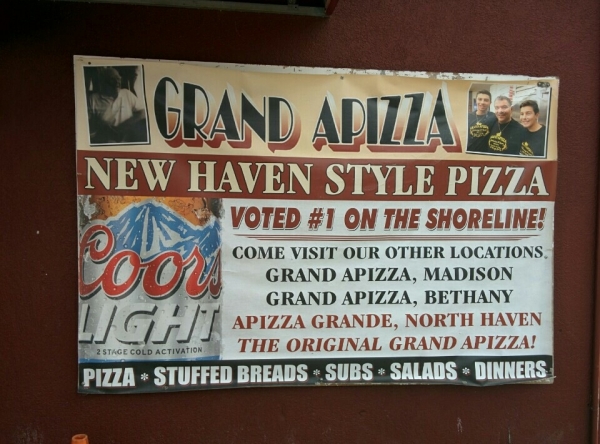 GRAND APIZZA
NEW HAVEN STYLE PIZZA
VOTED #1 ON THE SHORELINE!
COME VISIT OUR OTHER LOCATIONS.
GRAND APIZZA, MADISON
GRAND APIZZA, BETHANY
APIZZA GRANDE, NORTH HAVEN
THE ORIGINAL GRAND APIZZA!
Coors
LIGHT
2 STAGE COLD ACTIVATION
PIZZA * STUFFED BREADS * SUBS * SALADS * DINNERS